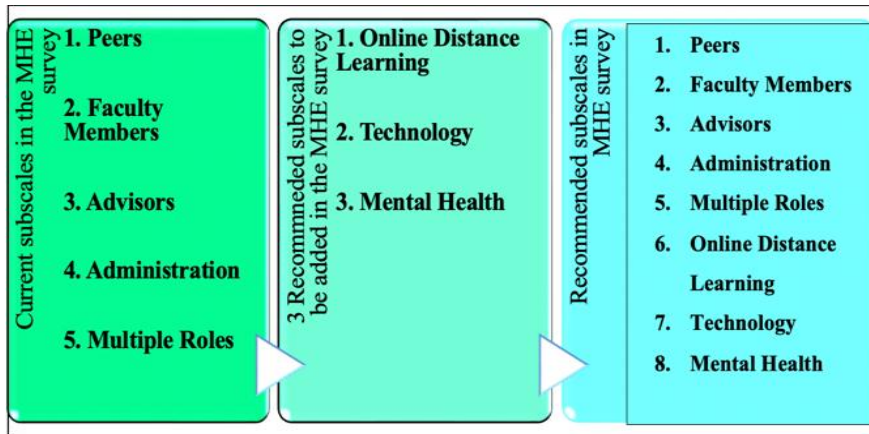 Current subscales in the MHE
survey
1. Peers
2. Faculty
Members
3. Advisors
4. Administration
5. Multiple Roles
3 Recommneded subscales to
be added in the MHE survey
1. Online Distance
Learning
2. Technology
3. Mental Health
Recommended subscales in
MHE survey
1. Peers
2. Faculty Members
3. Advisors
4. Administration
5. Multiple Roles
6. Online Distance
Learning
7. Technology
8. Mental Health